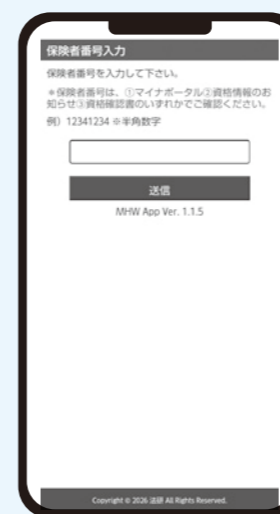 保険者番号入力
保険者番号を入力して下さい。
＊保険者番号は、①マイナポータル②資格情報のお
知らせ③資格確認書のいずれかでご確認ください。
例）12341234 ※半角数字
送信
MHW App Ver. 1.1.5
Copyright © 2026 法研 All Rights Reserved.